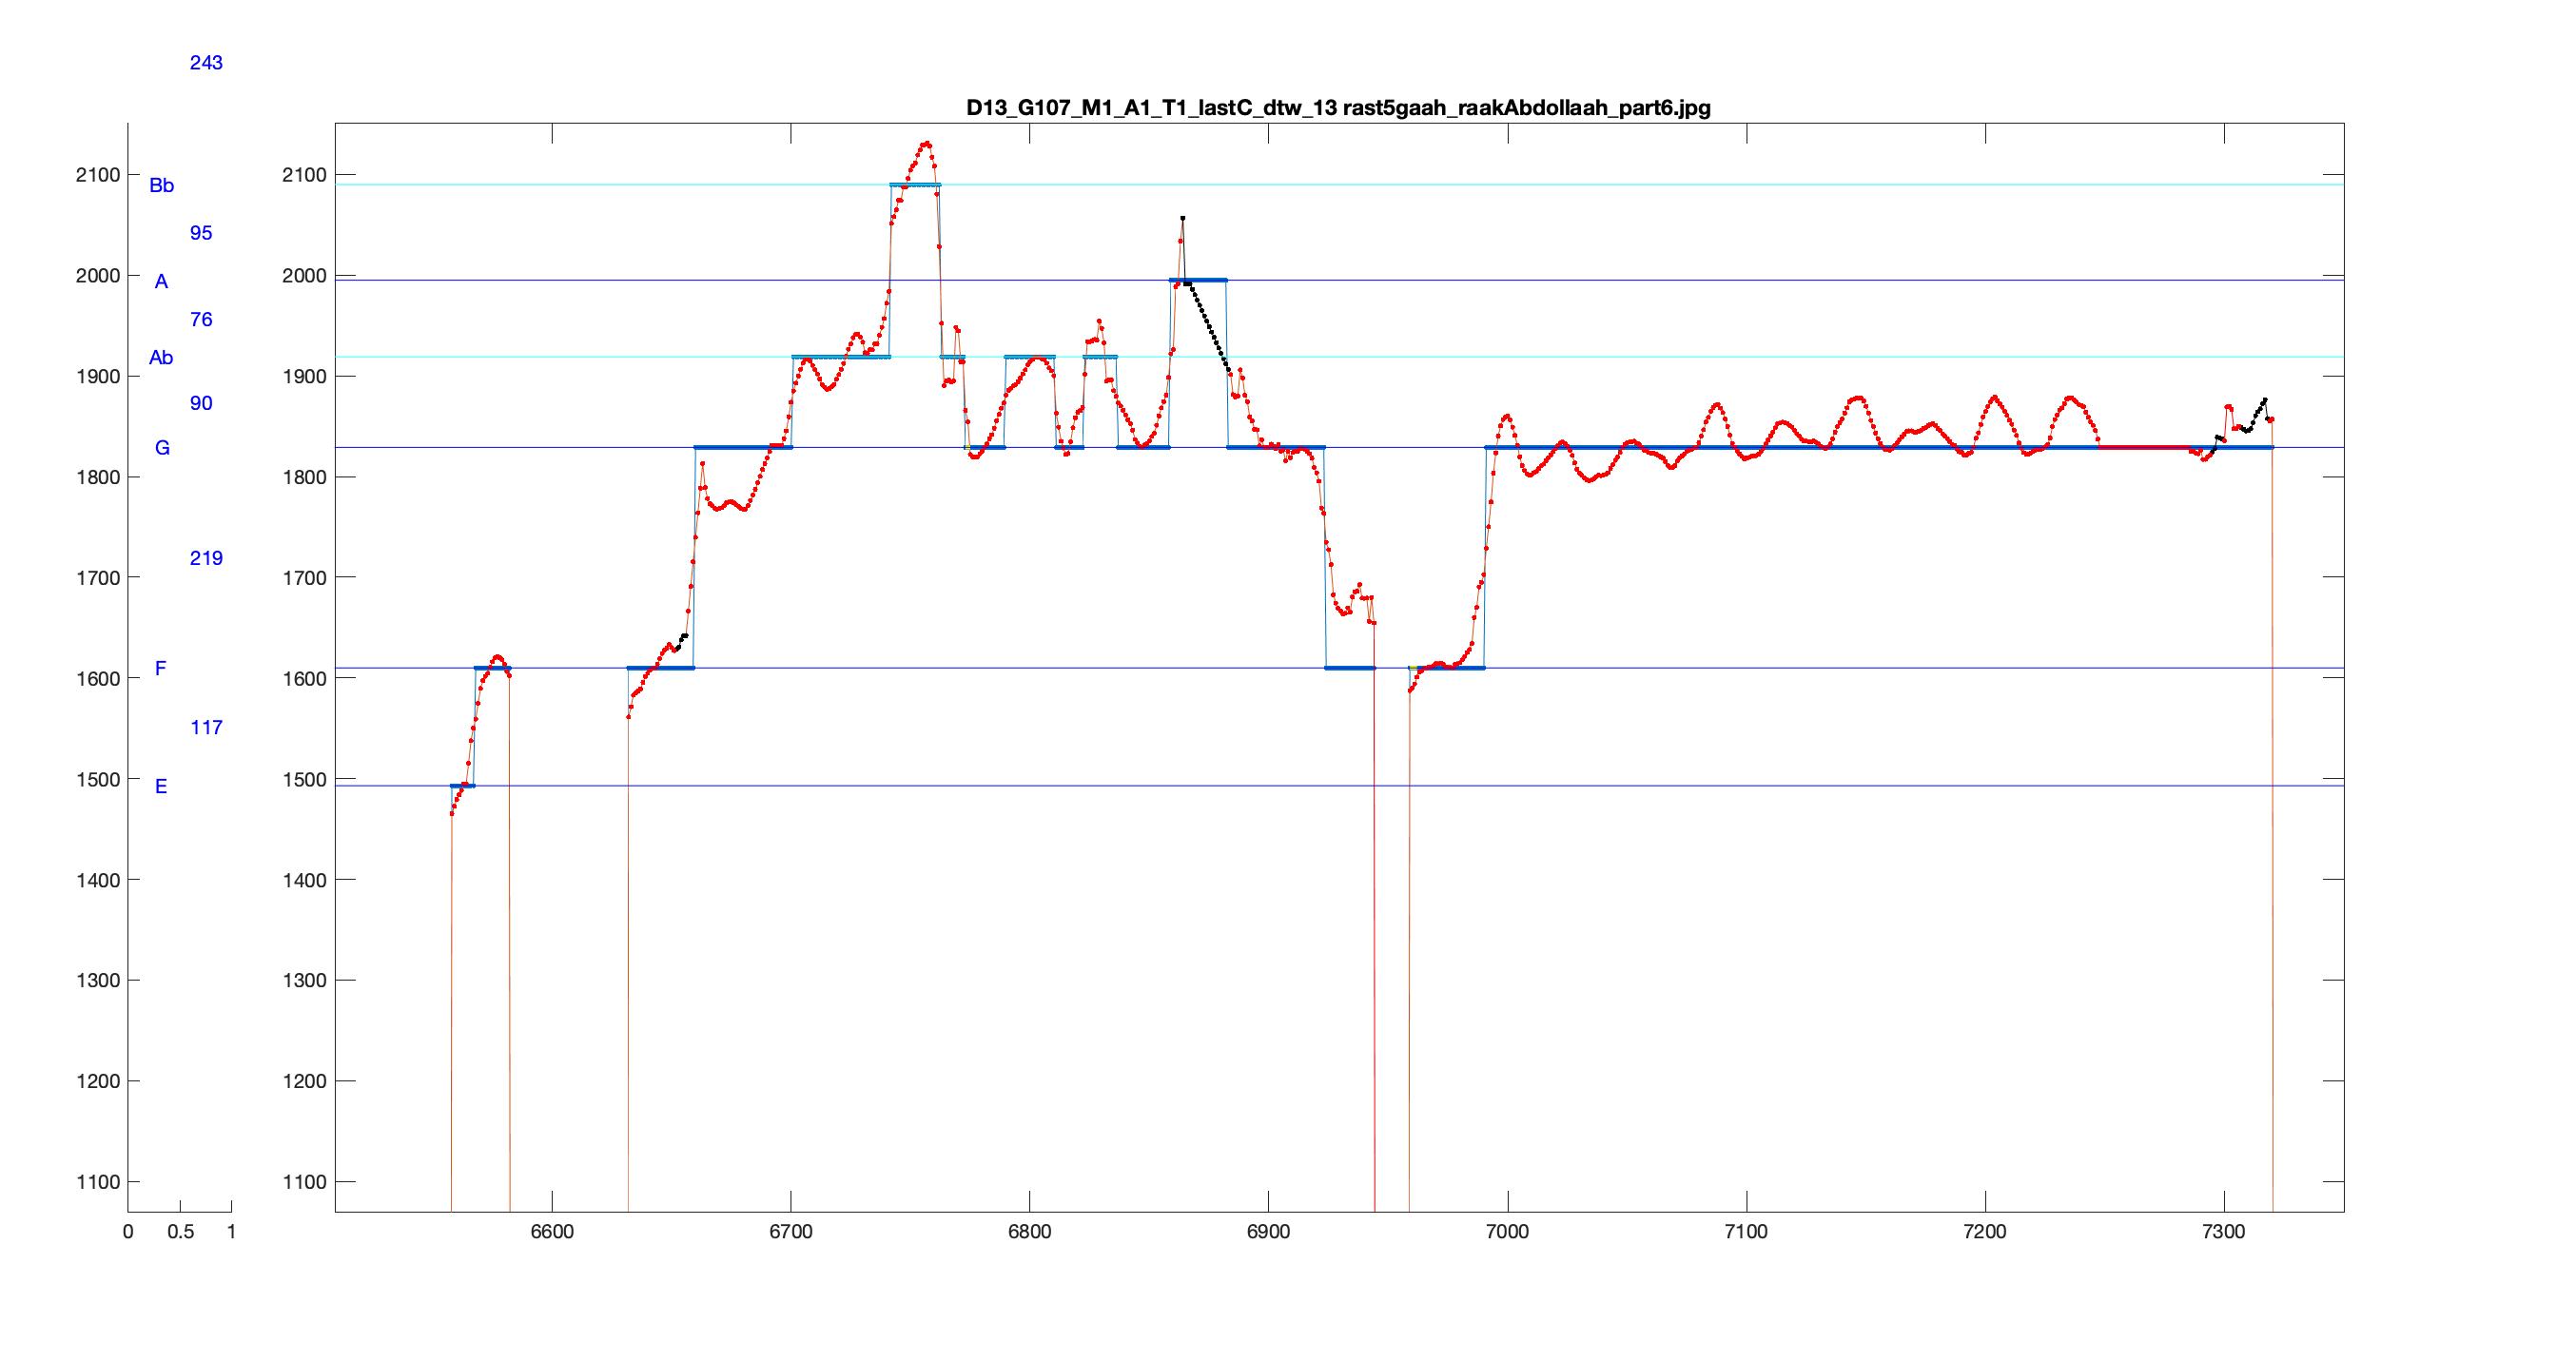 243
D13_G107_M1_A1_T1_lastC_dtw_13 rast5gaah_raakAbdollaah_part6.jpg
2100 Bb 2100
95
2000 A 2000
76
Ab
1900 1900
90
G
1800 1800
219
1700 1700
F
1600 1600
117
1500 E 1500
1400 1400
1300 1300
1200 1200
1100 1100
0 0.5 1 6600 6700 6800 6900 7000 7100 7200 7300